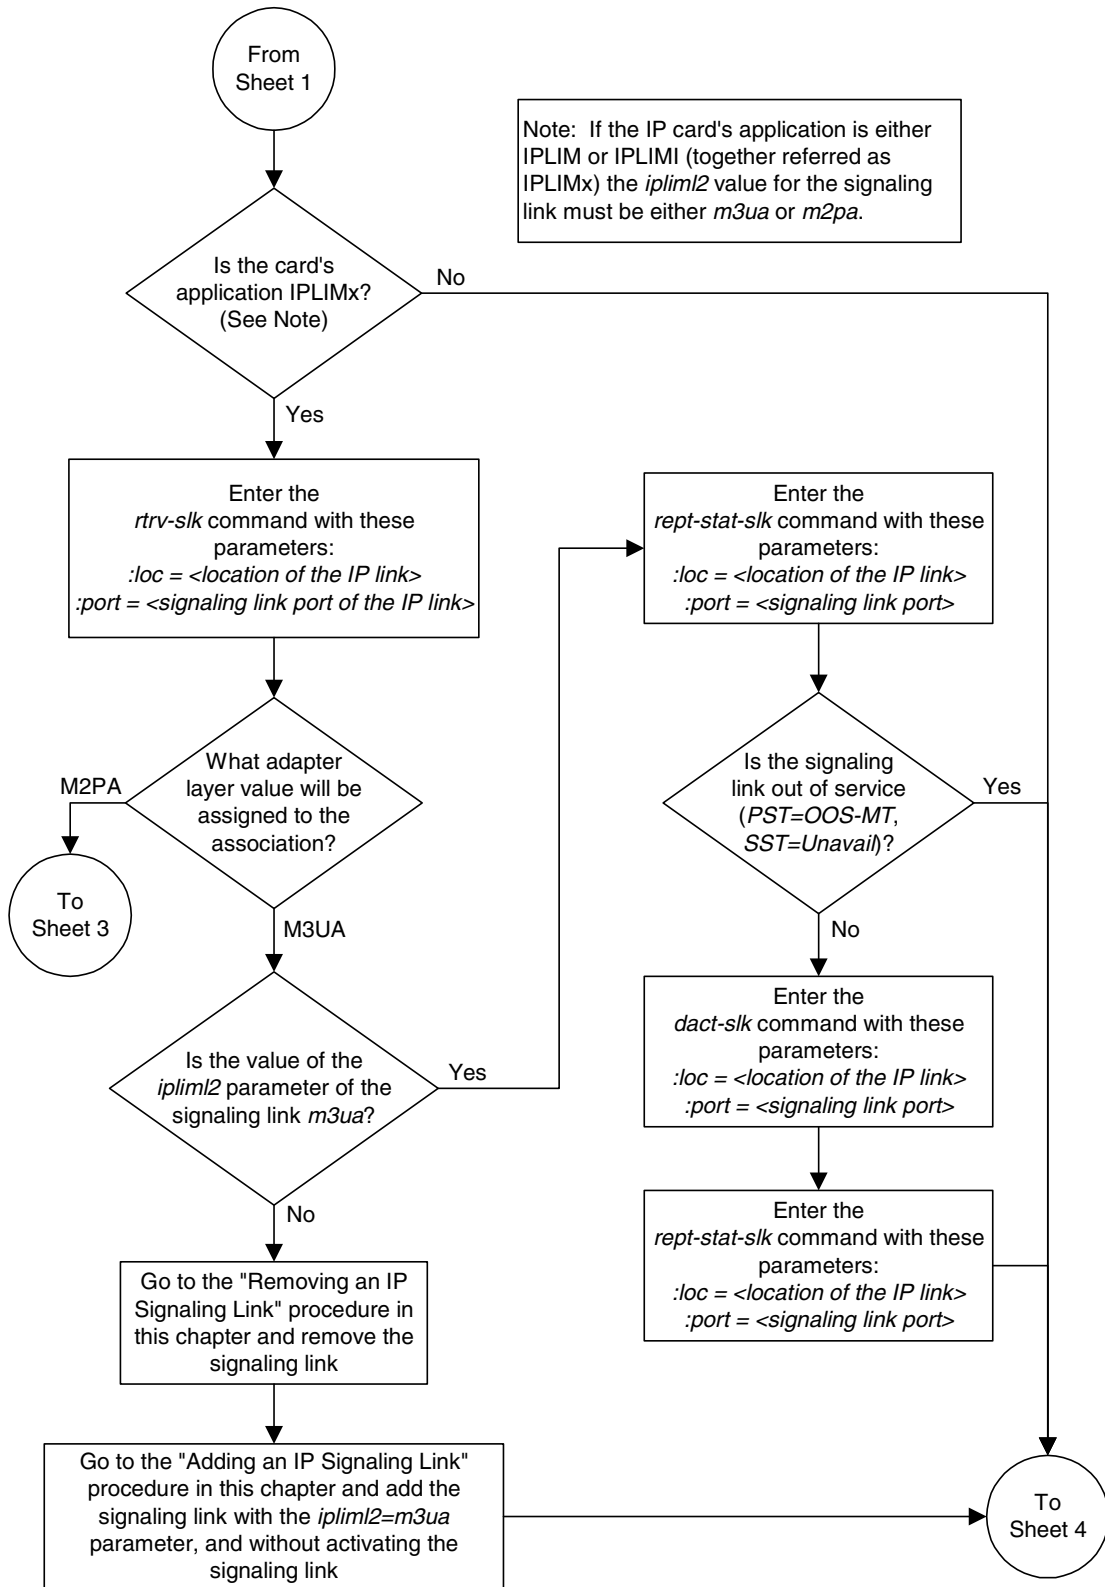 From
Sheet 1
Note:  If the IP card's application is either
IPLIM or IPLIMI (together referred as
IPLIMx) the ipliml2 value for the signaling
link must be either m3ua or m2pa.
Is the card's
application IPLIMx?
(See Note)
No
Yes
Enter the
rtrv-slk command with these
parameters:
:loc = <location of the IP link>
:port = <signaling link port of the IP link>
Enter the
rept-stat-slk command with these
parameters:
:loc = <location of the IP link>
:port = <signaling link port>
What adapter
layer value will be
assigned to the
association?
M2PA
To
Sheet 3
M3UA
Is the signaling
link out of service
(PST=OOS-MT,
SST=Unavail)?
Yes
No
Is the value of the
ipliml2 parameter of the
signaling link m3ua?
Yes
No
Enter the
dact-slk command with these
parameters:
:loc = <location of the IP link>
:port = <signaling link port>
Enter the
rept-stat-slk command with these
parameters:
:loc = <location of the IP link>
:port = <signaling link port>
Go to the "Removing an IP
Signaling Link" procedure in
this chapter and remove the
signaling link
Go to the "Adding an IP Signaling Link"
procedure in this chapter and add the
signaling link with the ipliml2=m3ua
parameter, and without activating the
signaling link
To
Sheet 4